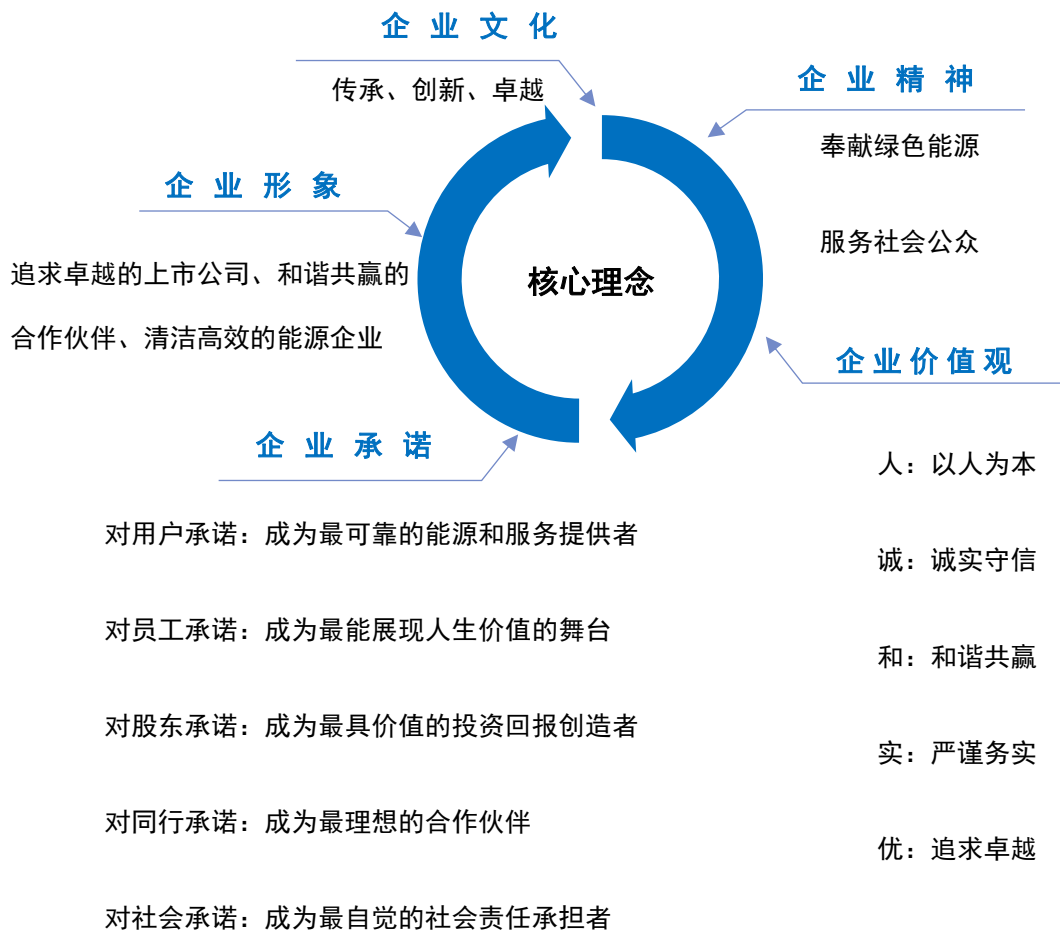 企业文化
传承、创新、卓越
企业精神
奉献绿色能源
服务社会公众
企业形象
追求卓越的上市公司、和谐共赢的
合作伙伴、清洁高效的能源企业
核心理念
企业价值观
人：以人为本
诚：诚实守信
和：和谐共赢
实：严谨务实
优：追求卓越
企业承诺
对用户承诺：成为最可靠的能源和服务提供者
对员工承诺：成为最能展现人生价值的舞台
对股东承诺：成为最具价值的投资回报创造者
对同行承诺：成为最理想的合作伙伴
对社会承诺：成为最自觉的社会责任承担者